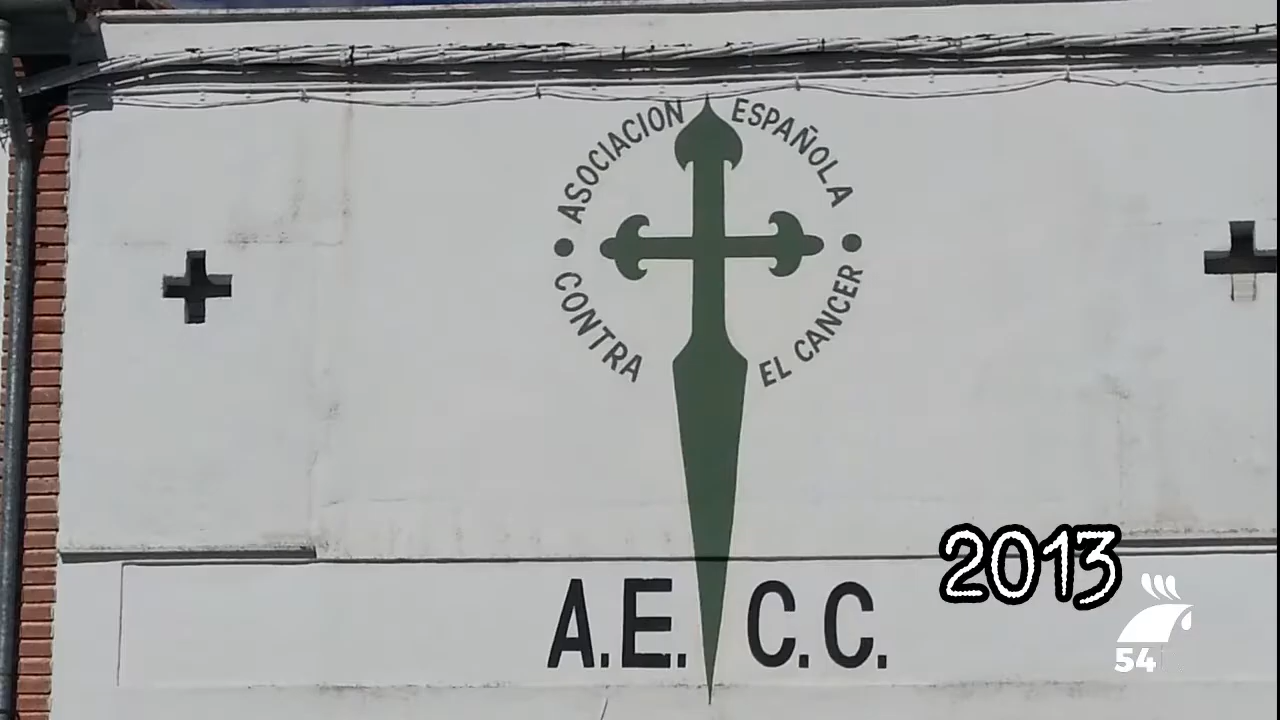 ASOCIACION ESPAÑOLA
CONTRA EL CANCER
A.E. C.C.
2013
54